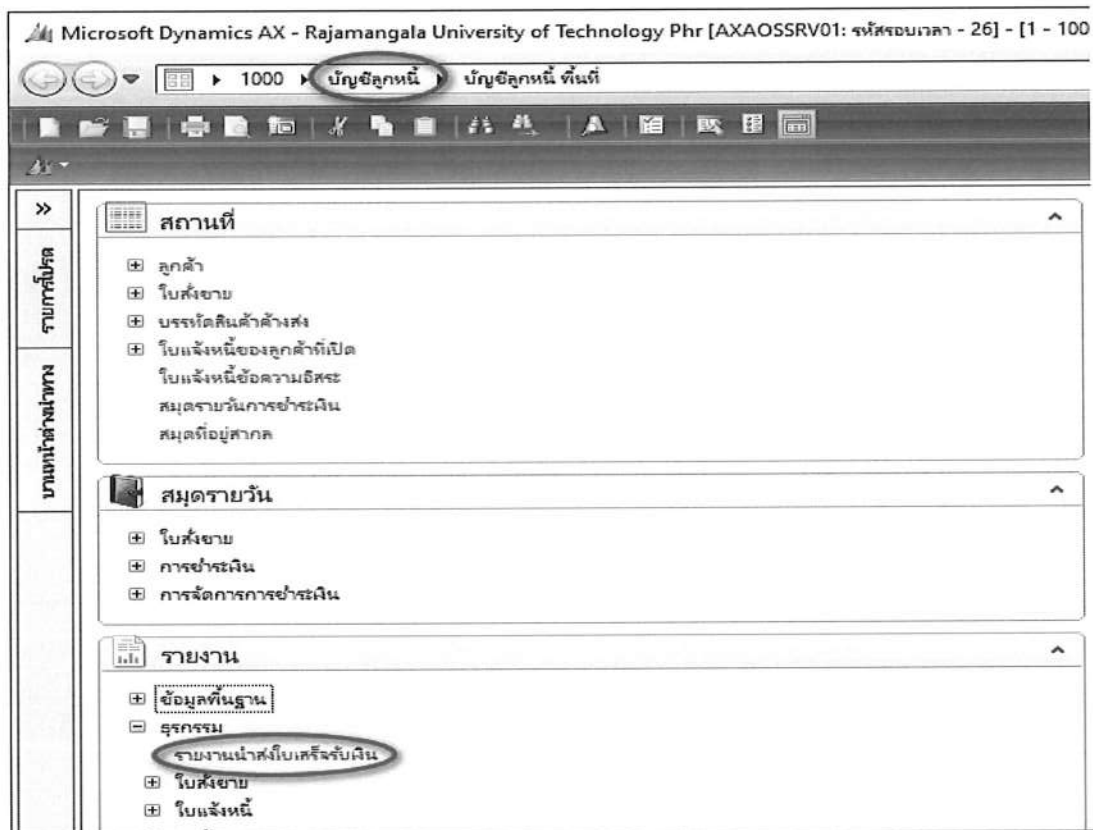 Microsoft Dynamics AX - Rajamangala University of Technology Phr [AXAOSSRV01: รหัสรอบเวลา - 26] - [1 - 100
1000 บัญชีลูกหนี้ บัญชีลูกหนี้ พื้นที่
รายการโปรด
บานหน้าต่างนำทาง
สถานที่
ลูกค้า
ใบสั่งขาย
บรรทัดสินค้าค้างส่ง
ใบแจ้งหนี้ของลูกค้าที่เปิด
ใบแจ้งหนี้ข้อความอิสระ
สมุดรายวันการชำระเงิน
สมุดที่อยู่สากล
สมุดรายวัน
ใบสั่งขาย
การชำระเงิน
การจัดการการชำระเงิน
รายงาน
ข้อมูลพื้นฐาน
ธุรกรรม
รายงานนำส่งใบเสร็จรับเงิน
ใบสั่งขาย
ใบแจ้งหนี้